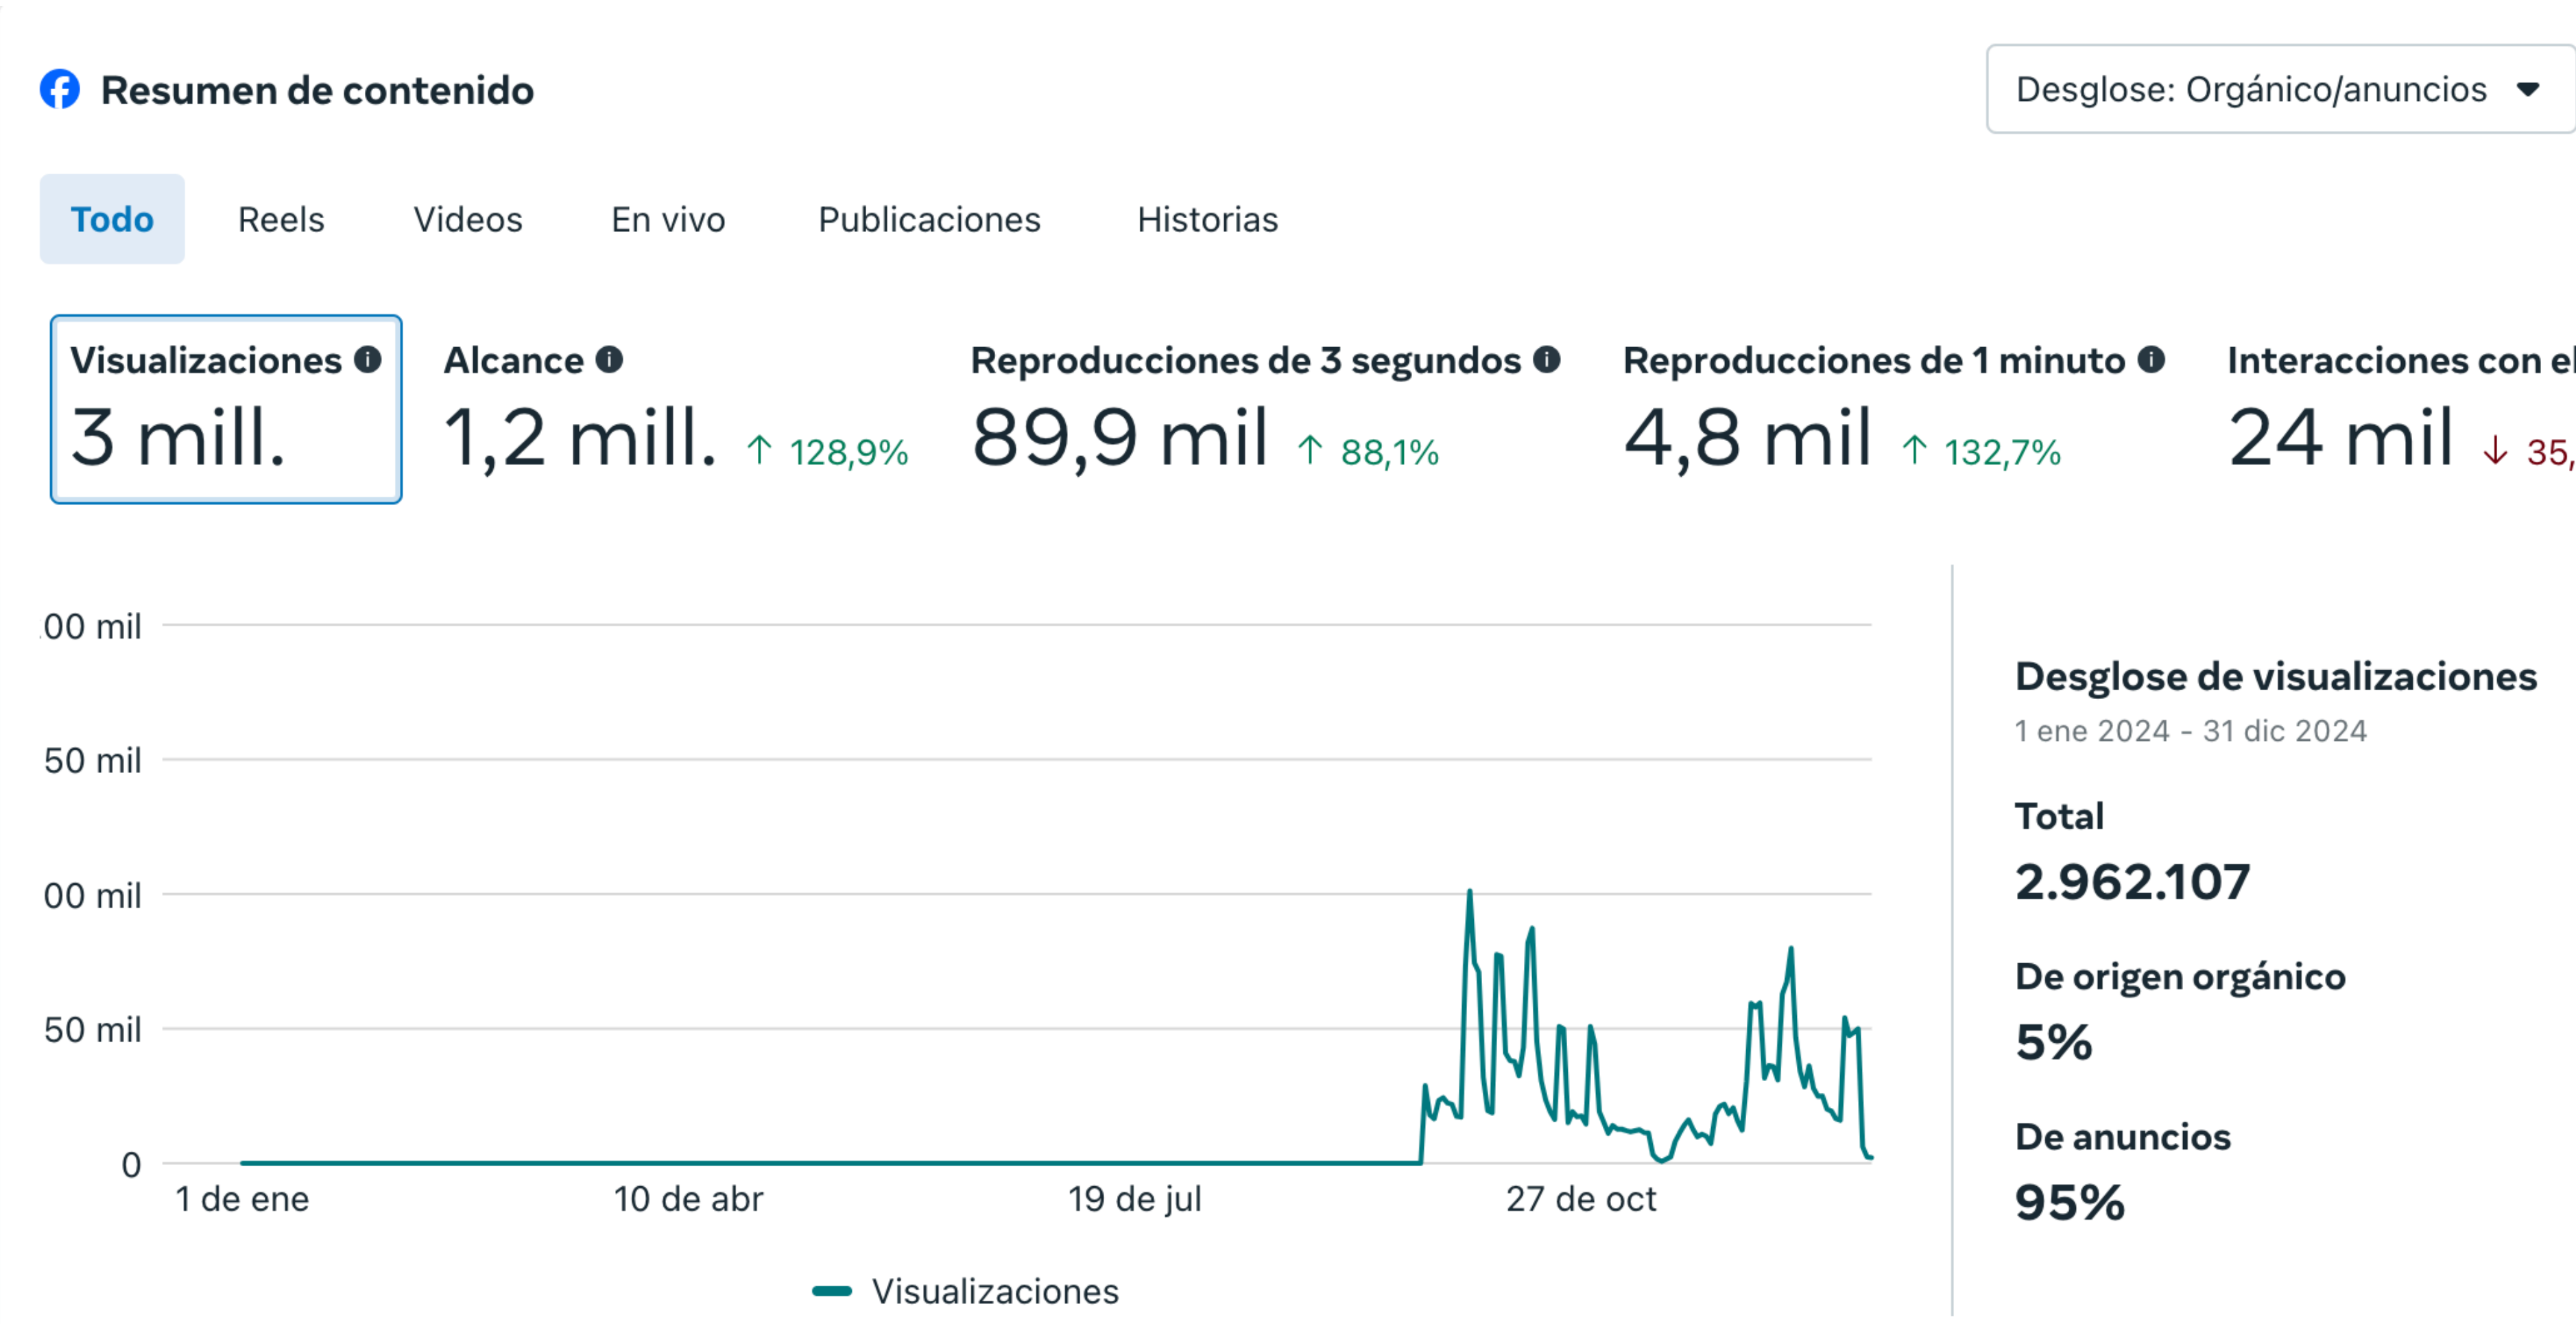 Resumen de contenido
Desglose: Orgánico/anuncios
Todo Reels Videos En vivo Publicaciones Historias
Visualizaciones Alcance Reproducciones de 3 segundos Reproducciones de 1 minuto Interacciones con el
3 mill. 1,2 mill. ↑ 128,9% 89,9 mil ↑ 88,1% 4,8 mil ↑ 132,7% 24 mil ↓ 35,
00 mil
50 mil
00 mil
50 mil
0
1 de ene 10 de abr 19 de jul 27 de oct
Visualizaciones
Desglose de visualizaciones
1 ene 2024 - 31 dic 2024
Total
2.962.107
De origen orgánico
5%
De anuncios
95%